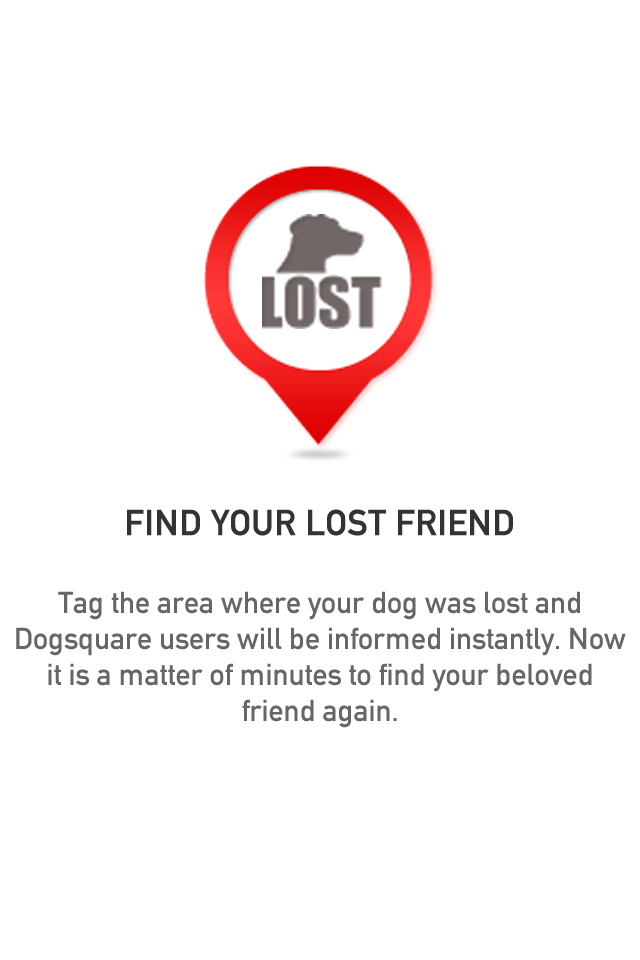 LOST
FIND YOUR LOST FRIEND
Tag the area where your dog was lost and
Dogsquare users will be informed instantly. Now
it is a matter of minutes to find your beloved
friend again.